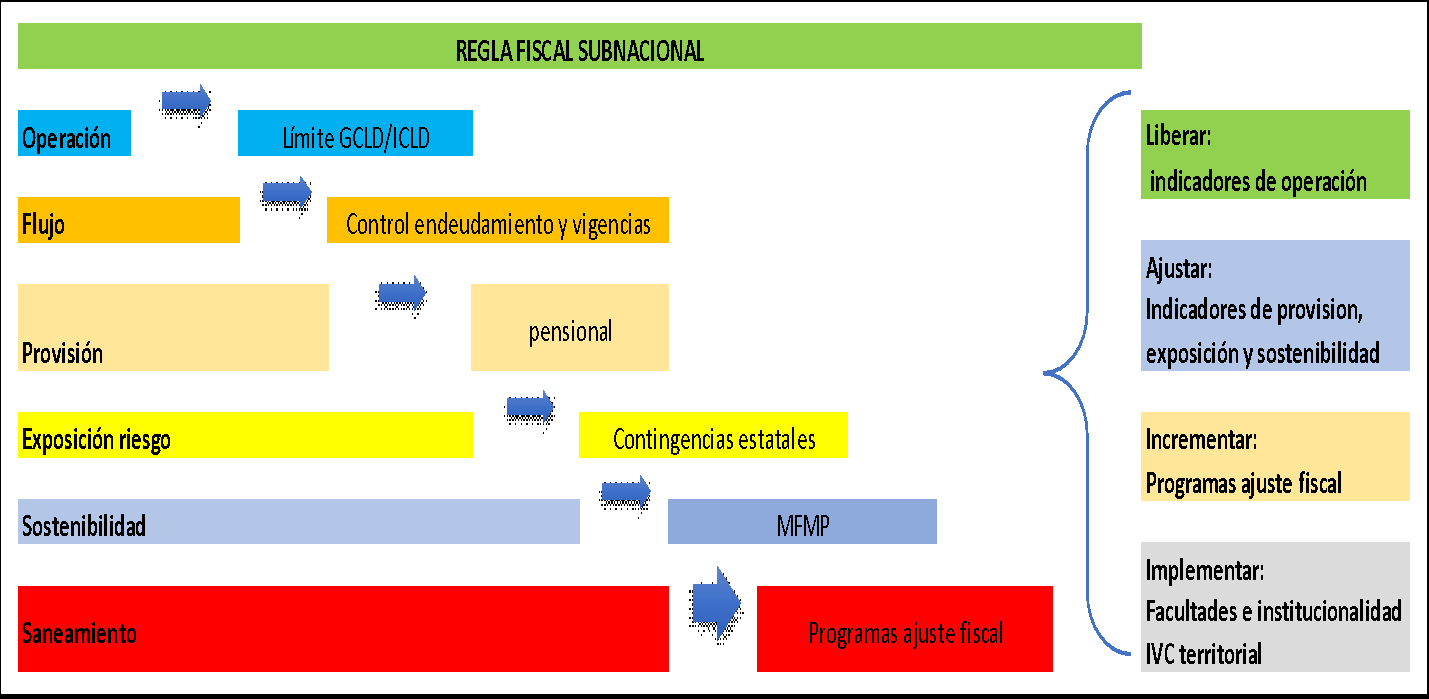 REGLA FISCAL SUBNACIONAL
Operación
Límite GCLD/ICLD
Flujo
Control endeudamiento y vigencias
Provisión
pensional
Exposición riesgo
Contingencias estatales
Sostenibilidad
MFMP
Saneamiento
Programas ajuste fiscal
Liberar:
indicadores de operación
Ajustar:
Indicadores de provision,
exposición y sostenibilidad
Incrementar:
Programas ajuste fiscal
Implementar:
Facultades e institucionalidad
IVC territorial